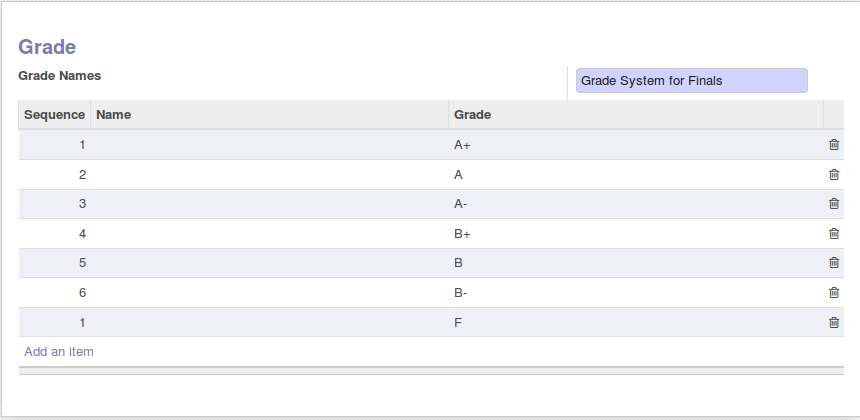 Grade
Grade Names Grade System for Finals
Sequence Name Grade
1 A+
2 A
3 A-
4 B+
5 B
6 B-
1 F
Add an item